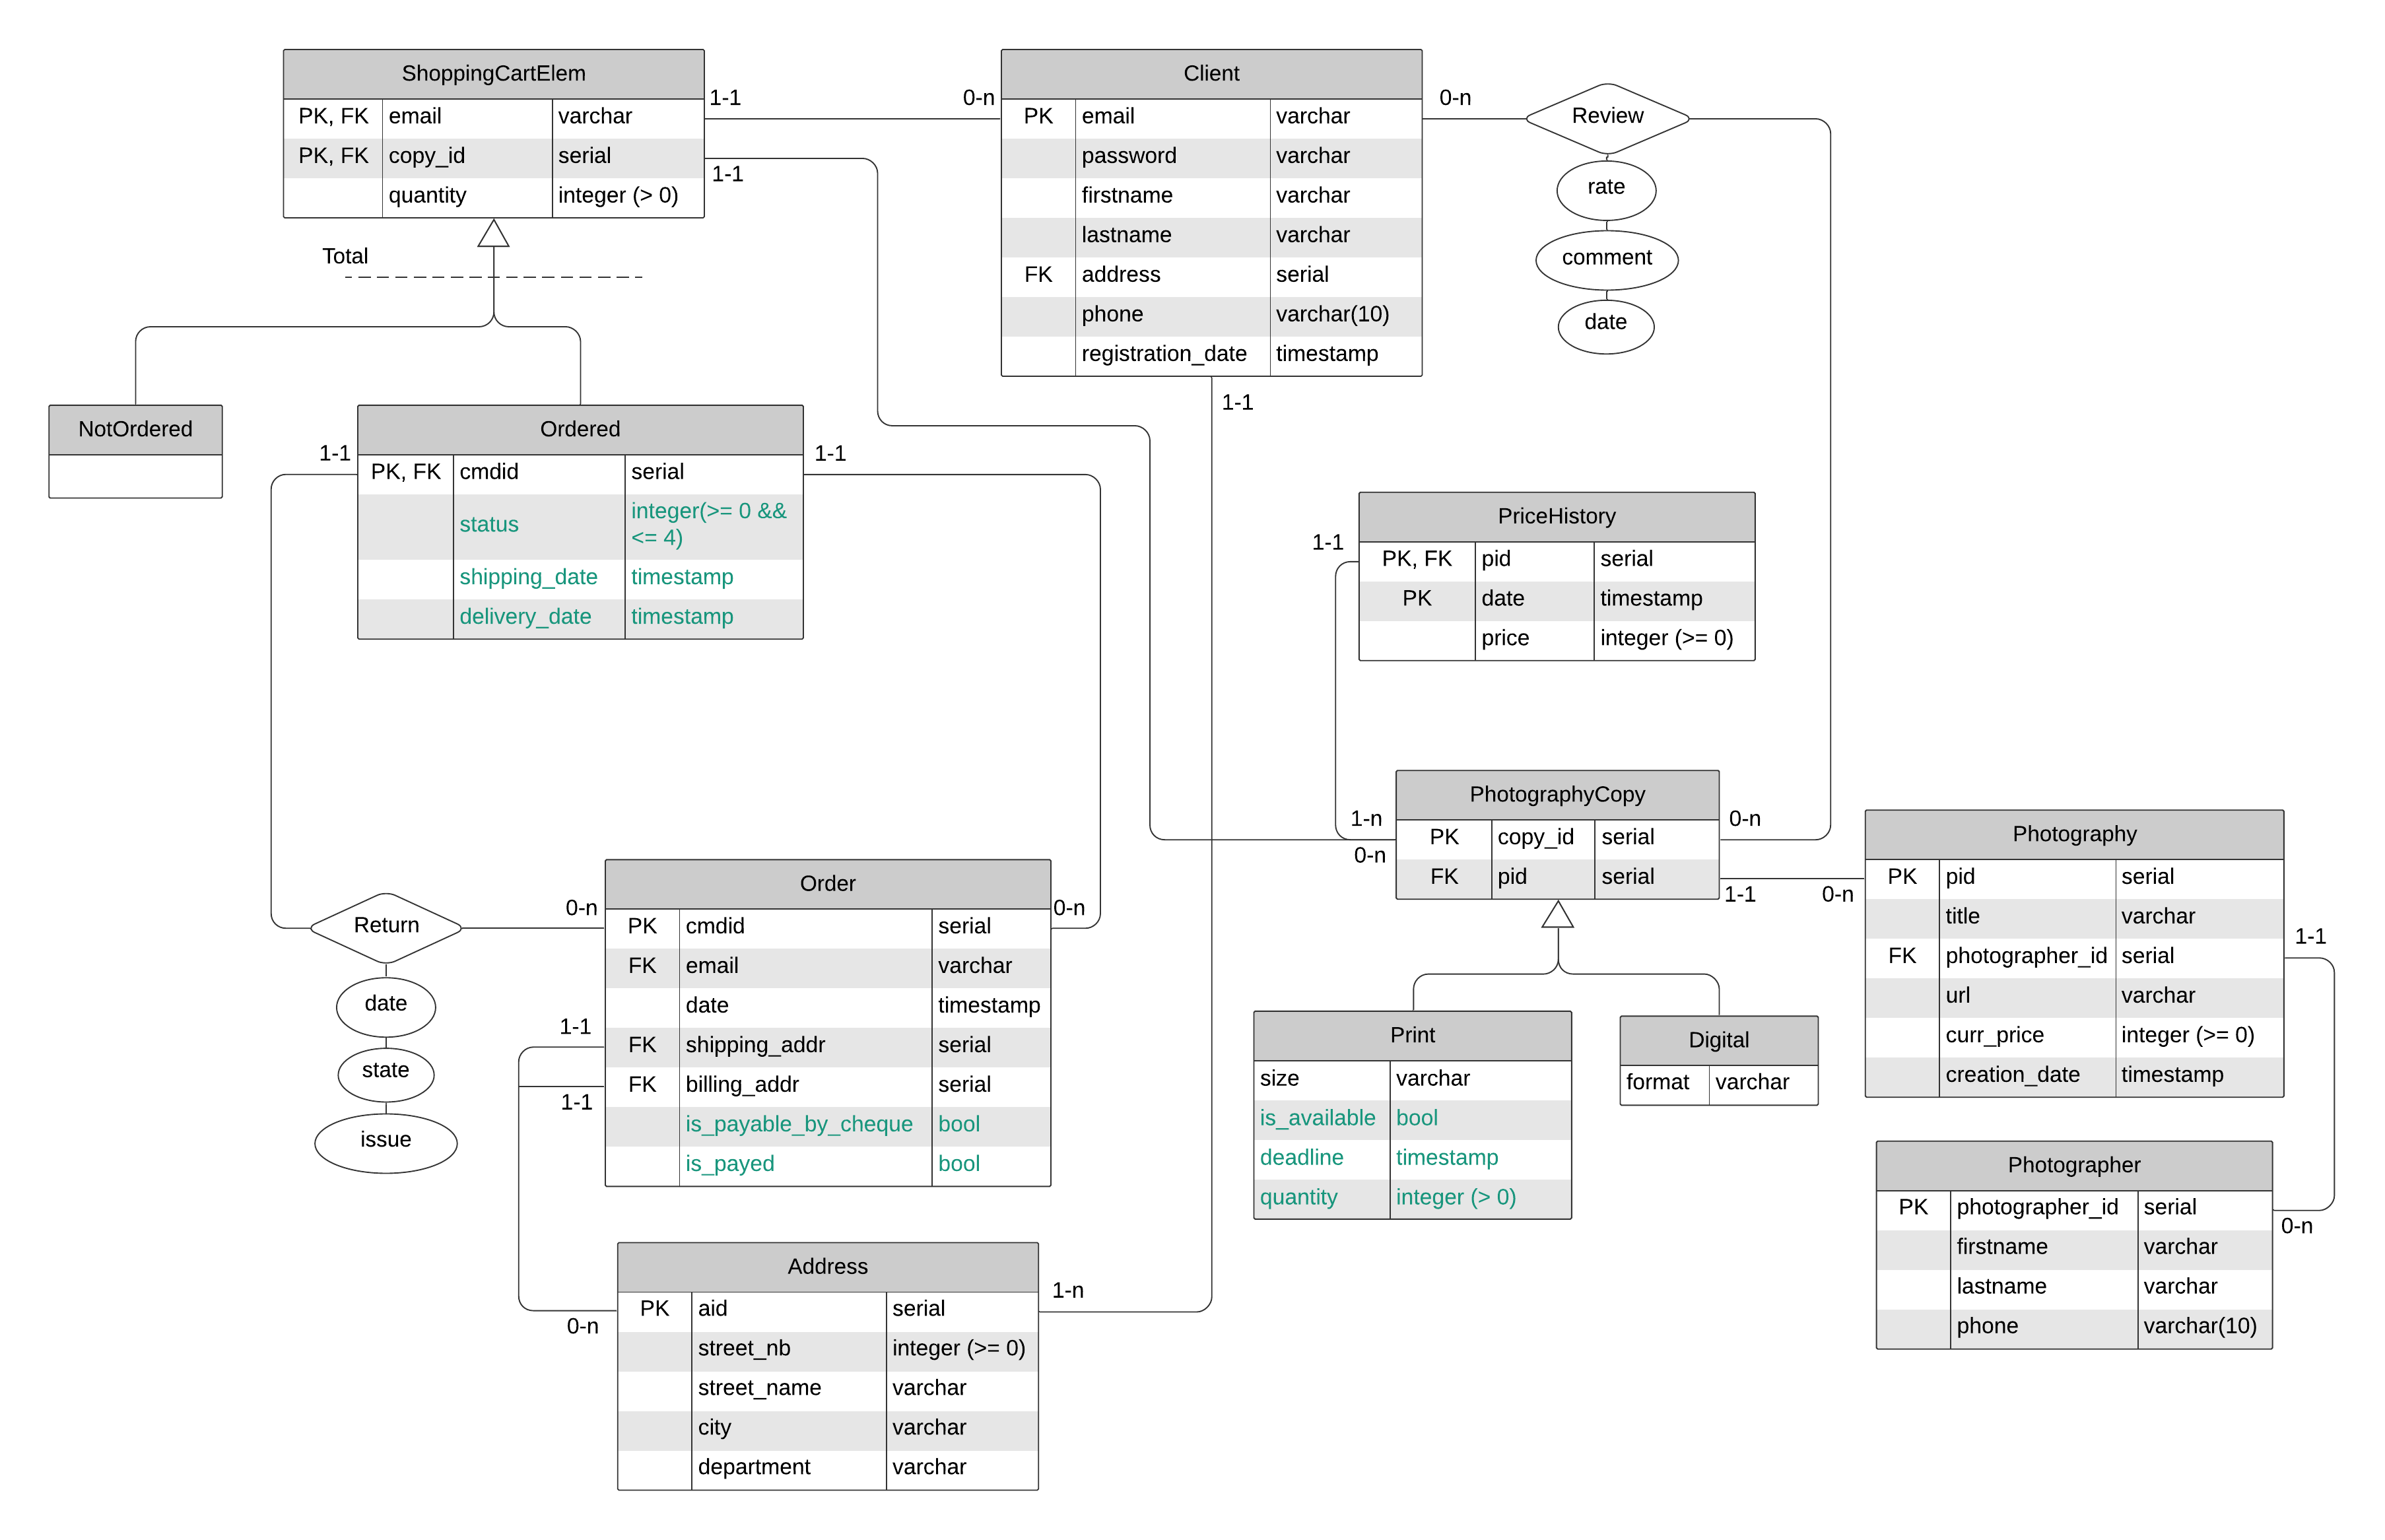 ShoppingCartElem
PK, FK email varchar
PK, FK copy_id serial
quantity integer (> 0)
1-1
0-n
1-1
Total
Client
PK email varchar
password varchar
firstname varchar
lastname varchar
FK address serial
phone varchar(10)
registration_date timestamp
0-n
1-1
Review
rate
comment
date
NotOrdered
1-1
Ordered
PK, FK cmdid serial
status integer(>= 0 &&
<= 4)
shipping_date timestamp
delivery_date timestamp
1-1
PriceHistory
1-1
PK, FK pid serial
PK date timestamp
price integer (>= 0)
PhotographyCopy
PK copy_id serial
FK pid serial
1-n
0-n
0-n
1-1
0-n
Photography
PK pid serial
title varchar
FK photographer_id serial
url varchar
curr_price integer (>= 0)
creation_date timestamp
1-1
Return
date
state
issue
0-n
Order
PK cmdid serial
FK email varchar
date timestamp
FK shipping_addr serial
FK billing_addr serial
is_payable_by_cheque bool
is_payed bool
0-n
1-1
1-1
Print
size varchar
is_available bool
deadline timestamp
quantity integer (> 0)
Digital
format varchar
Photographer
PK photographer_id serial
firstname varchar
lastname varchar
phone varchar(10)
0-n
Address
PK aid serial
street_nb integer (>= 0)
street_name varchar
city varchar
department varchar
0-n
1-n